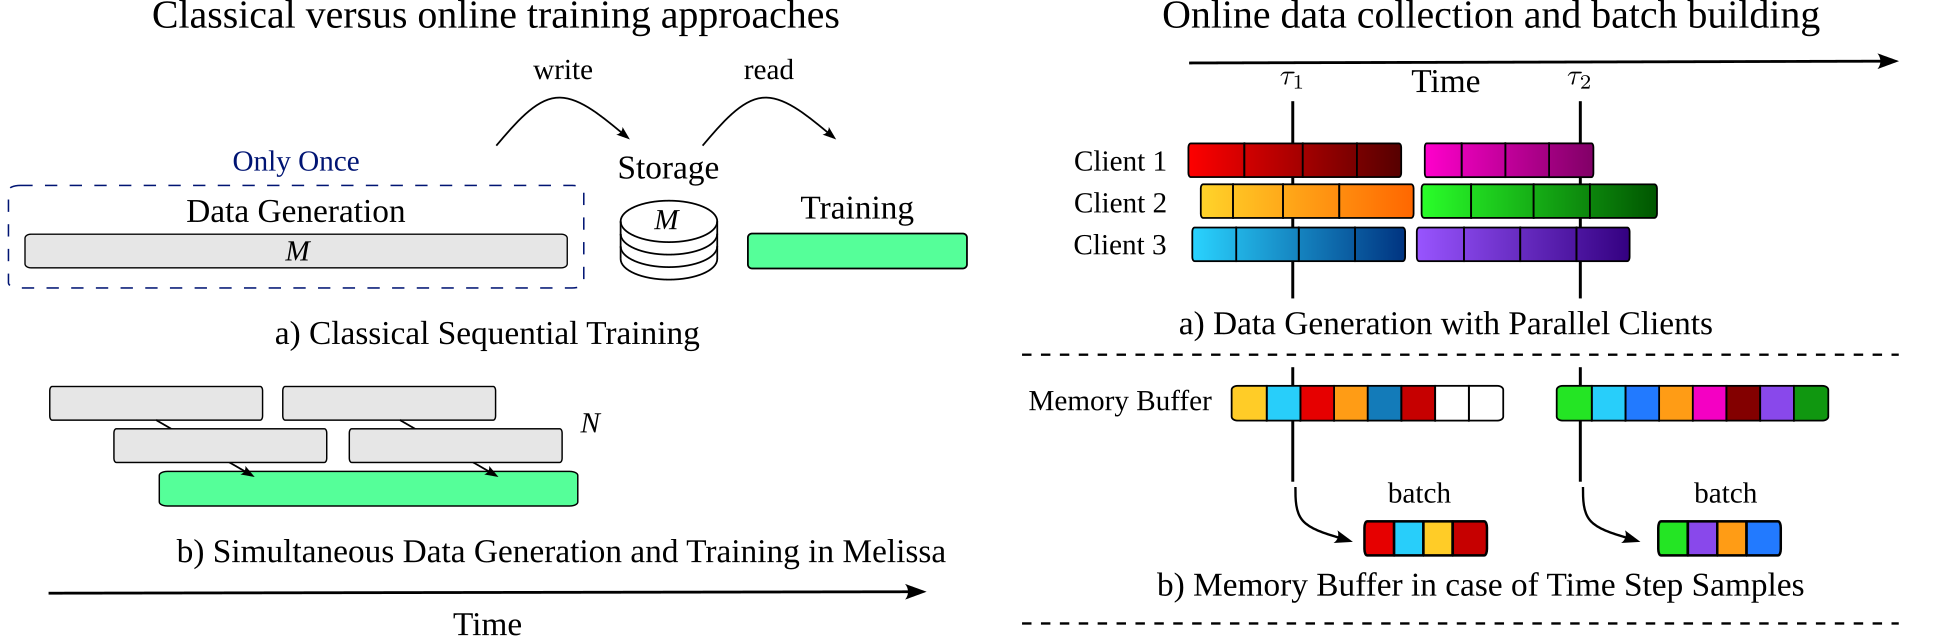 Classical versus online training approaches
write
read
Only Once
Storage
Data Generation
M
Training
M
a) Classical Sequential Training
N
b) Simultaneous Data Generation and Training in Melissa
Time
Online data collection and batch building
τ1
Time
τ2
Client 1
Client 2
Client 3
a) Data Generation with Parallel Clients
Memory Buffer
batch
batch
b) Memory Buffer in case of Time Step Samples